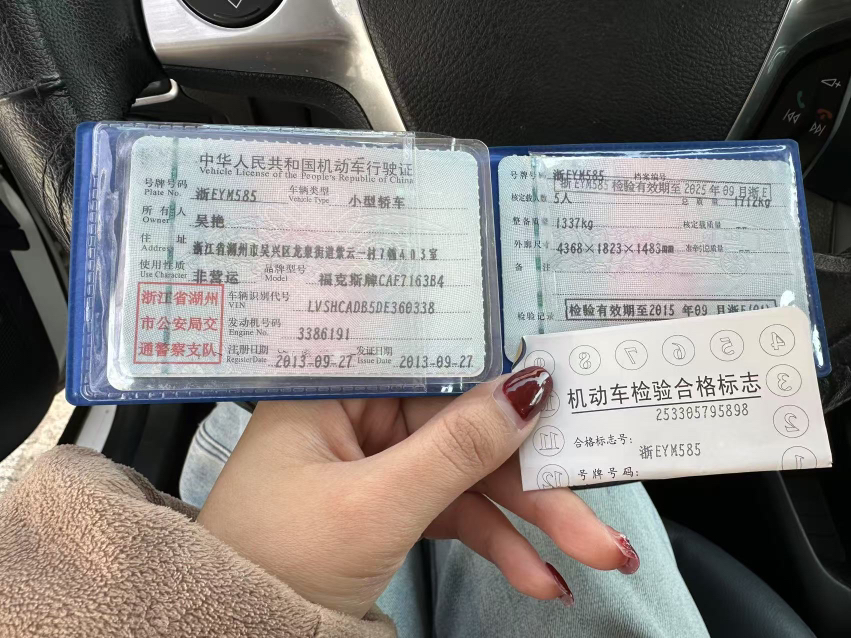 中华人民共和国机动车行驶证
Vehicle License of the People's Republic of China
号牌号码 浙EYM585 车辆类型 小型轿车
Plate No. Vehicle Type
所有人 吴艳
Owner
住址 浙江省湖州市吴兴区龙泉街道紫云一村7幢403室
Address
使用性质 非营运 品牌型号 福克斯牌CAF7163B4
Use Character Model
浙江省湖州
市公安局交
通警察支队
车辆识别代号 LVSHCADB5DE360338
VIN
发动机号码 3386191
Engine No.
注册日期 2013-09-27 发证日期 2013-09-27
Register Date Issue Date
号牌号码 浙EYM585 档案编号
浙EYM585 检验有效期至 2025年09月浙E
核定载人数 5人 总质量 1712kg
整备质量 1337kg 核定载质量 --
外廓尺寸 4368×1823×1483mm 准牵引总质量 --
备注
检验记录 检验有效期至2015年09月浙E(01)
4
5
6
7
8
9
3
2
1
11
12
机动车检验合格标志
253305795898
合格标志号:
浙EYM585
号牌号码: